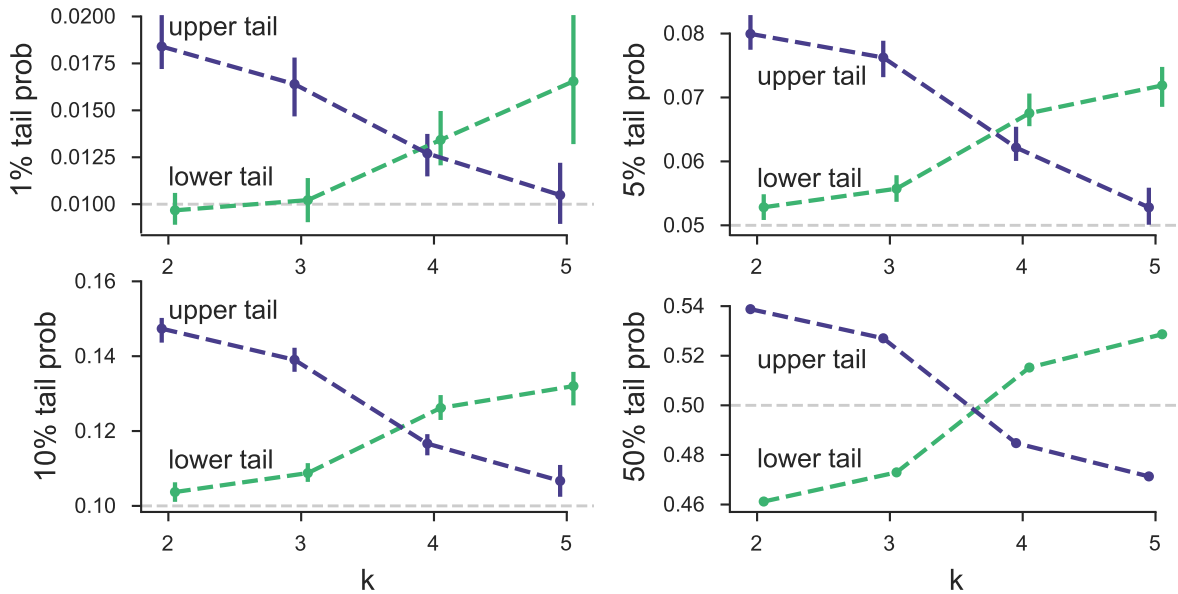 1% tail prob
0.0200
0.0175
0.0150
0.0125
0.0100
upper tail
lower tail
2 3 4 5
5% tail prob
0.08
0.07
0.06
0.05
upper tail
lower tail
2 3 4 5
10% tail prob
0.16
0.14
0.12
0.10
upper tail
lower tail
2 3 4 5
k
50% tail prob
0.54
0.52
0.50
0.48
0.46
upper tail
lower tail
2 3 4 5
k